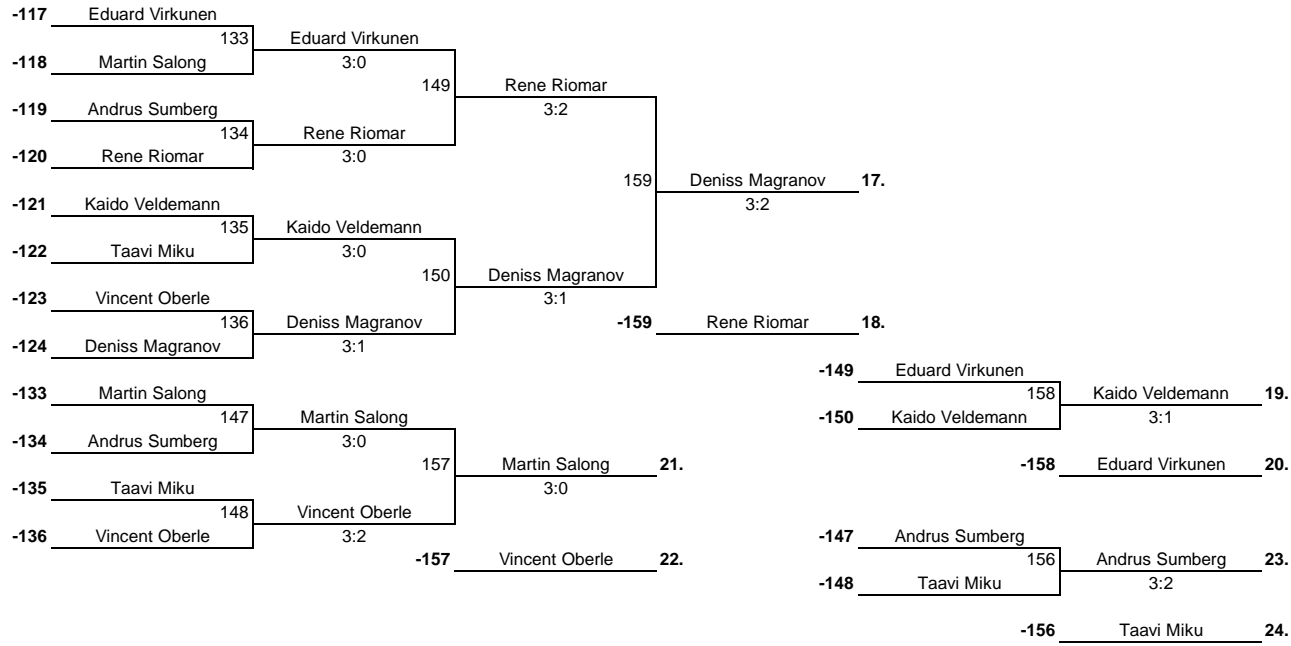 -117 Eduard Virkunen
133 Eduard Virkunen
-118 Martin Salong 3:0
149 Rene Riomar
-119 Andrus Sumberg 3:2
134 Rene Riomar
-120 Rene Riomar 3:0
159 Deniss Magranov 17.
-121 Kaido Veldemann 3:2
135 Kaido Veldemann
-122 Taavi Miku 3:0
150 Deniss Magranov
-123 Vincent Oberle 3:1
136 Deniss Magranov -159 Rene Riomar 18.
-124 Deniss Magranov 3:1
-149 Eduard Virkunen
-133 Martin Salong 158 Kaido Veldemann 19.
147 Martin Salong -150 Kaido Veldemann 3:1
-134 Andrus Sumberg 3:0
157 Martin Salong 21. -158 Eduard Virkunen 20.
-135 Taavi Miku 3:0
148 Vincent Oberle
-136 Vincent Oberle 3:2 -147 Andrus Sumberg
-157 Vincent Oberle 22. 156 Andrus Sumberg 23.
-148 Taavi Miku 3:2
-156 Taavi Miku 24.